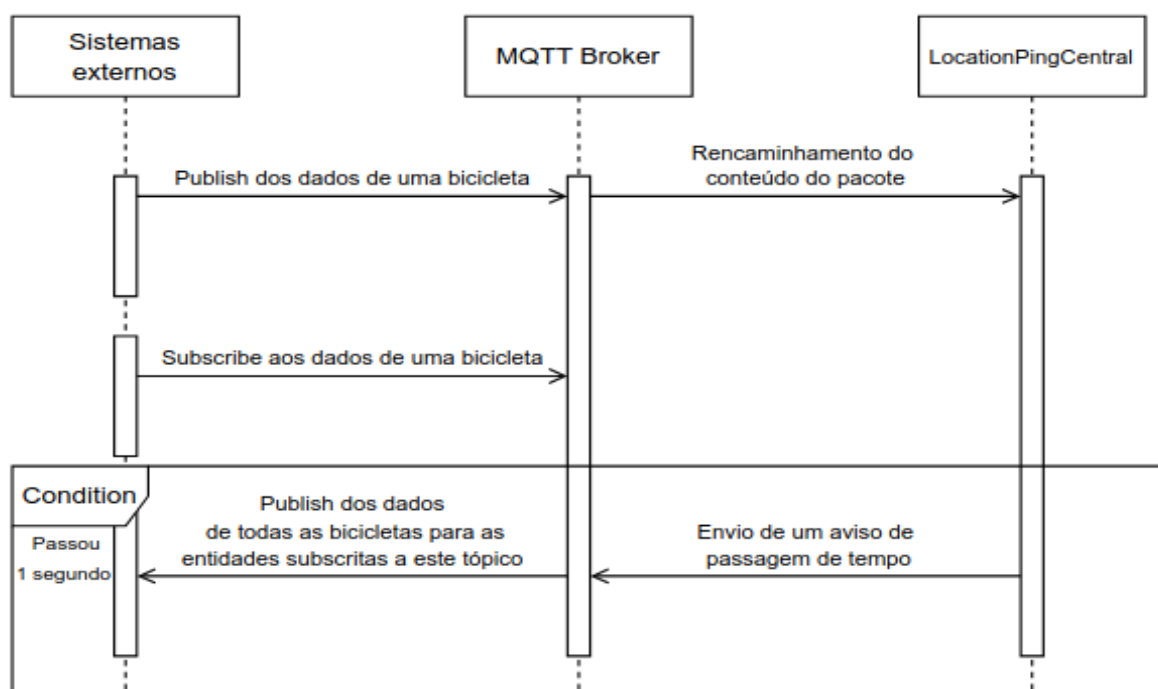 Sistemas
externos
MQTT Broker
LocationPingCentral
Publish dos dados de uma bicicleta
Rencaminhamento do
conteúdo do pacote
Subscribe aos dados de uma bicicleta
Condition
Passou
1 segundo
Publish dos dados
de todas as bicicletas para as
entidades subscritas a este tópico
Envio de um aviso de
passagem de tempo